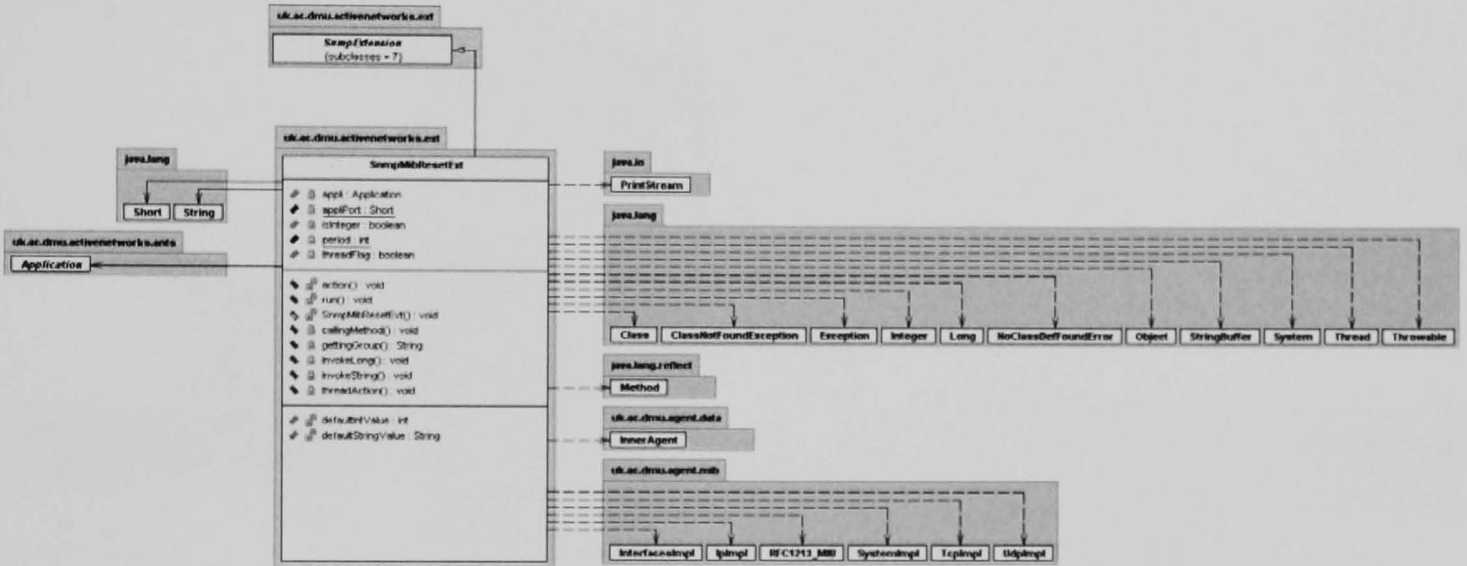 uk.ac.dmu.activenetworks.ext
SnmpExtension
(subclasses = 7)
uk.ac.dmu.activenetworks.ext
SnmpMibResetExt
appli : Application
appliPort : Short
isInteger : boolean
period : int
threadFlag : boolean
action() : void
run() : void
SnmpMibResetExt() : void
callingMethod() : void
gettingGroup() : String
invokeLong() : void
invokeString() : void
threadAction() : void
defaultIntValue : int
defaultStringValue : String
java.lang
Short String
uk.ac.dmu.activenetworks.ants
Application
java.io
PrintStream
java.lang
Class ClassNotFoundException Exception Integer Long NoClassDefFoundError Object StringBuffer System Thread Throwable
java.lang.reflect
Method
uk.ac.dmu.agent.data
InnerAgent
uk.ac.dmu.agent.mib
InterfacesImpl IpImpl RFC1213_MIB SystemImpl TcpImpl UdpImpl